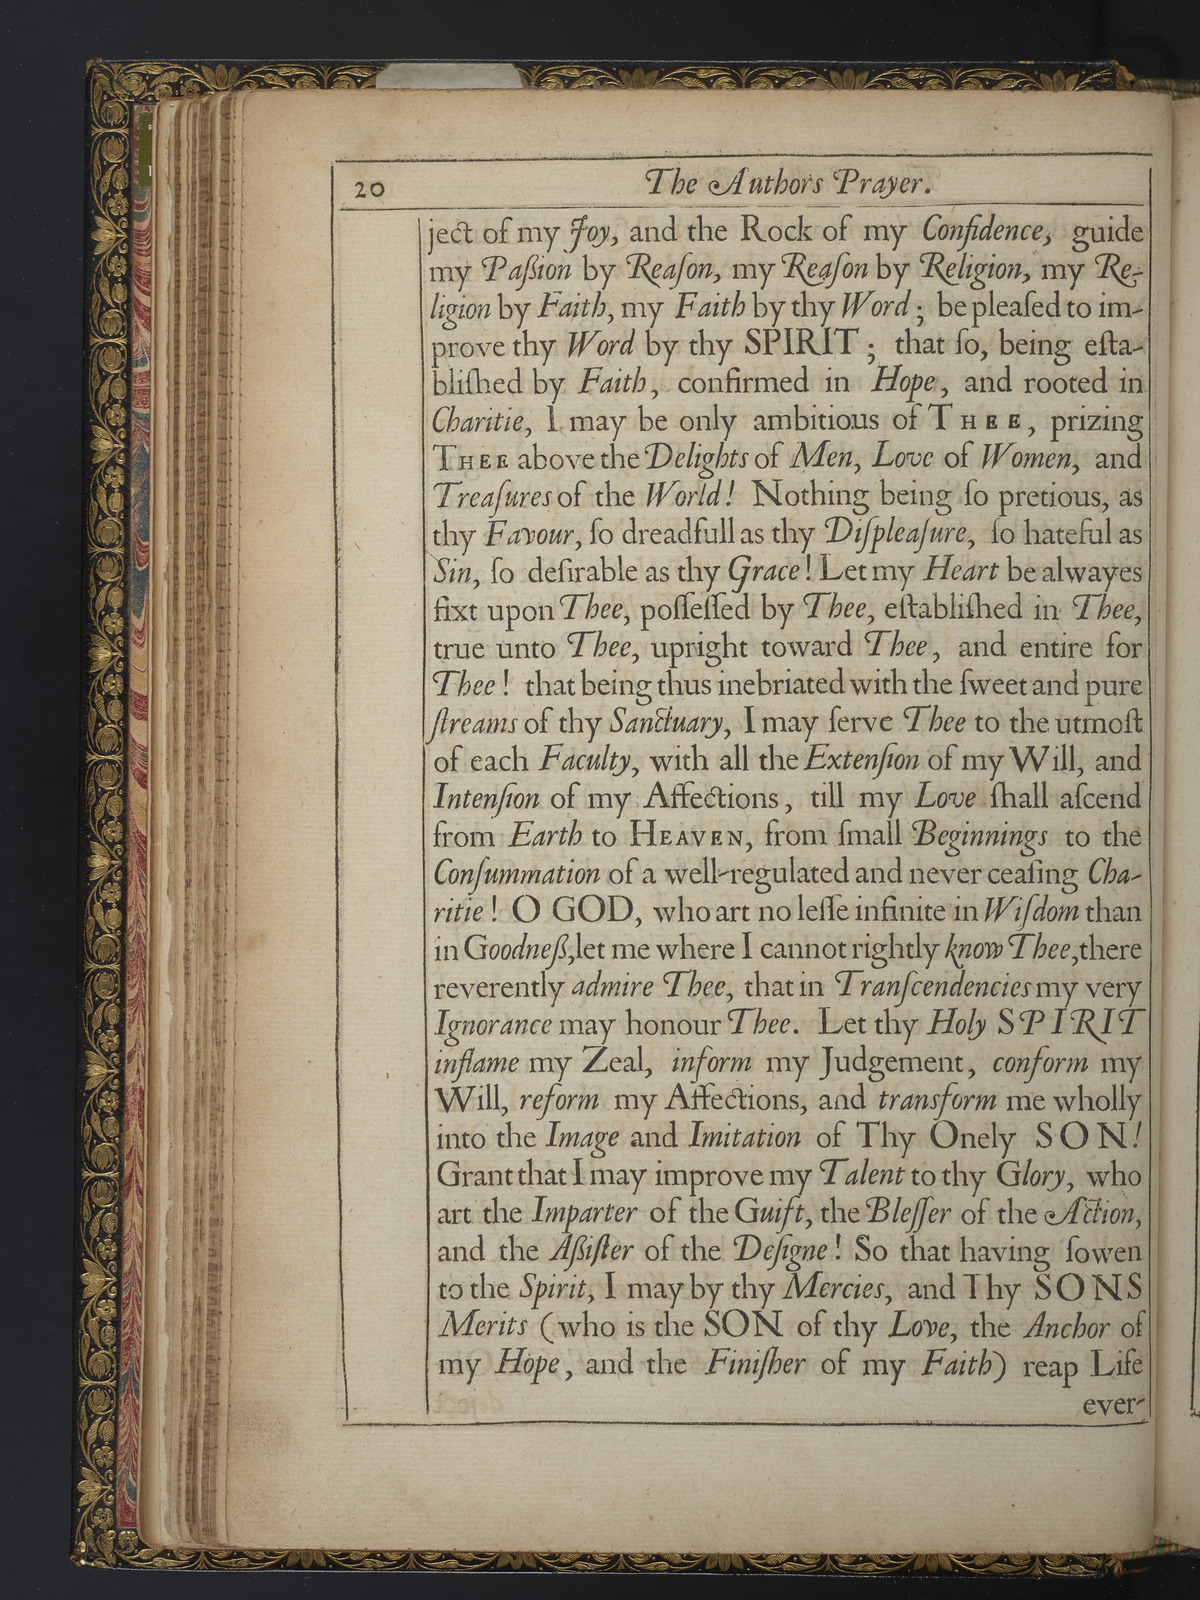 20
The Authors Prayer.
ject of my Joy, and the Rock of my Confidence, guide
my Paßion by Reaſon, my Reaſon by Religion, my Re-
ligion by Faith, my Faith by thy Word; be pleaſed to im-
prove thy Word by thy SPIRIT; that ſo, being eſta-
bliſhed by Faith, confirmed in Hope, and rooted in
Charitie, I may be only ambitious of THEE, prizing
THEE above the Delights of Men, Love of Women, and
Treaſures of the World! Nothing being ſo pretious, as
thy Favour, ſo dreadfull as thy Diſpleaſure, ſo hateful as
Sin, ſo deſirable as thy Grace! Let my Heart be alwayes
fixt upon Thee, poſſeſſed by Thee, eſtabliſhed in Thee,
true unto Thee, upright toward Thee, and entire for
Thee! that being thus inebriated with the ſweet and pure
ſtreams of thy Sanctuary, I may ſerve Thee to the utmoſt
of each Faculty, with all the Extenſion of my Will, and
Intenſion of my Affections, till my Love ſhall aſcend
from Earth to HEAVEN, from ſmall Beginnings to the
Conſummation of a well-regulated and never ceaſing Cha-
ritie! O GOD, who art no leſſe infinite in Wiſdom than
in Goodneß, let me where I cannot rightly know Thee, there
reverently admire Thee, that in Tranſcendencies my very
Ignorance may honour Thee. Let thy Holy SPIRIT
inflame my Zeal, inform my Judgement, conform my
Will, reform my Affections, and transform me wholly
into the Image and Imitation of Thy Onely SON!
Grant that I may improve my Talent to thy Glory, who
art the Imparter of the Guift, the Bleſſer of the Action,
and the Aßiſter of the Deſigne! So that having ſowen
to the Spirit, I may by thy Mercies, and Thy SONS
Merits (who is the SON of thy Love, the Anchor of
my Hope, and the Finiſher of my Faith) reap Life
ever-